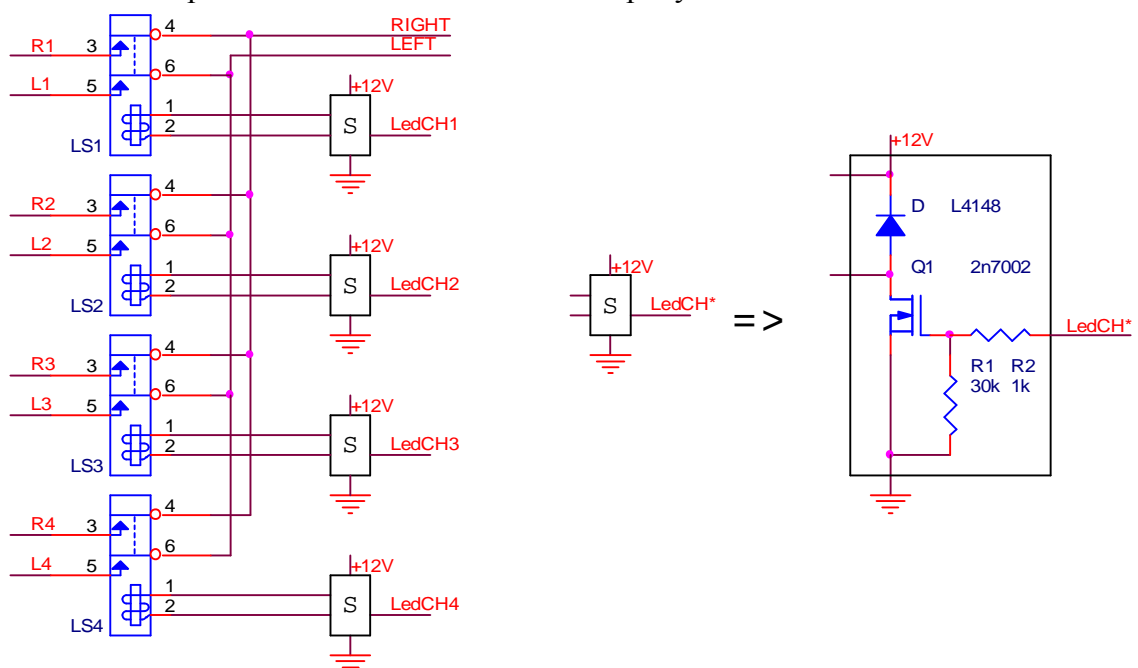 4
RIGHT
R1 3
LEFT
6
L1 5
+12V
1
2
S
LedCH1
LS1
4
R2 3
6
L2 5
+12V
1
2
S
LedCH2
LS2
4
R3 3
6
L3 5
+12V
1
2
S
LedCH3
LS3
4
R4 3
6
L4 5
+12V
1
2
S
LedCH4
LS4
+12V
S
LedCH*
= >
+12V
D L4148
Q1 2n7002
LedCH*
R1 R2
30k 1k